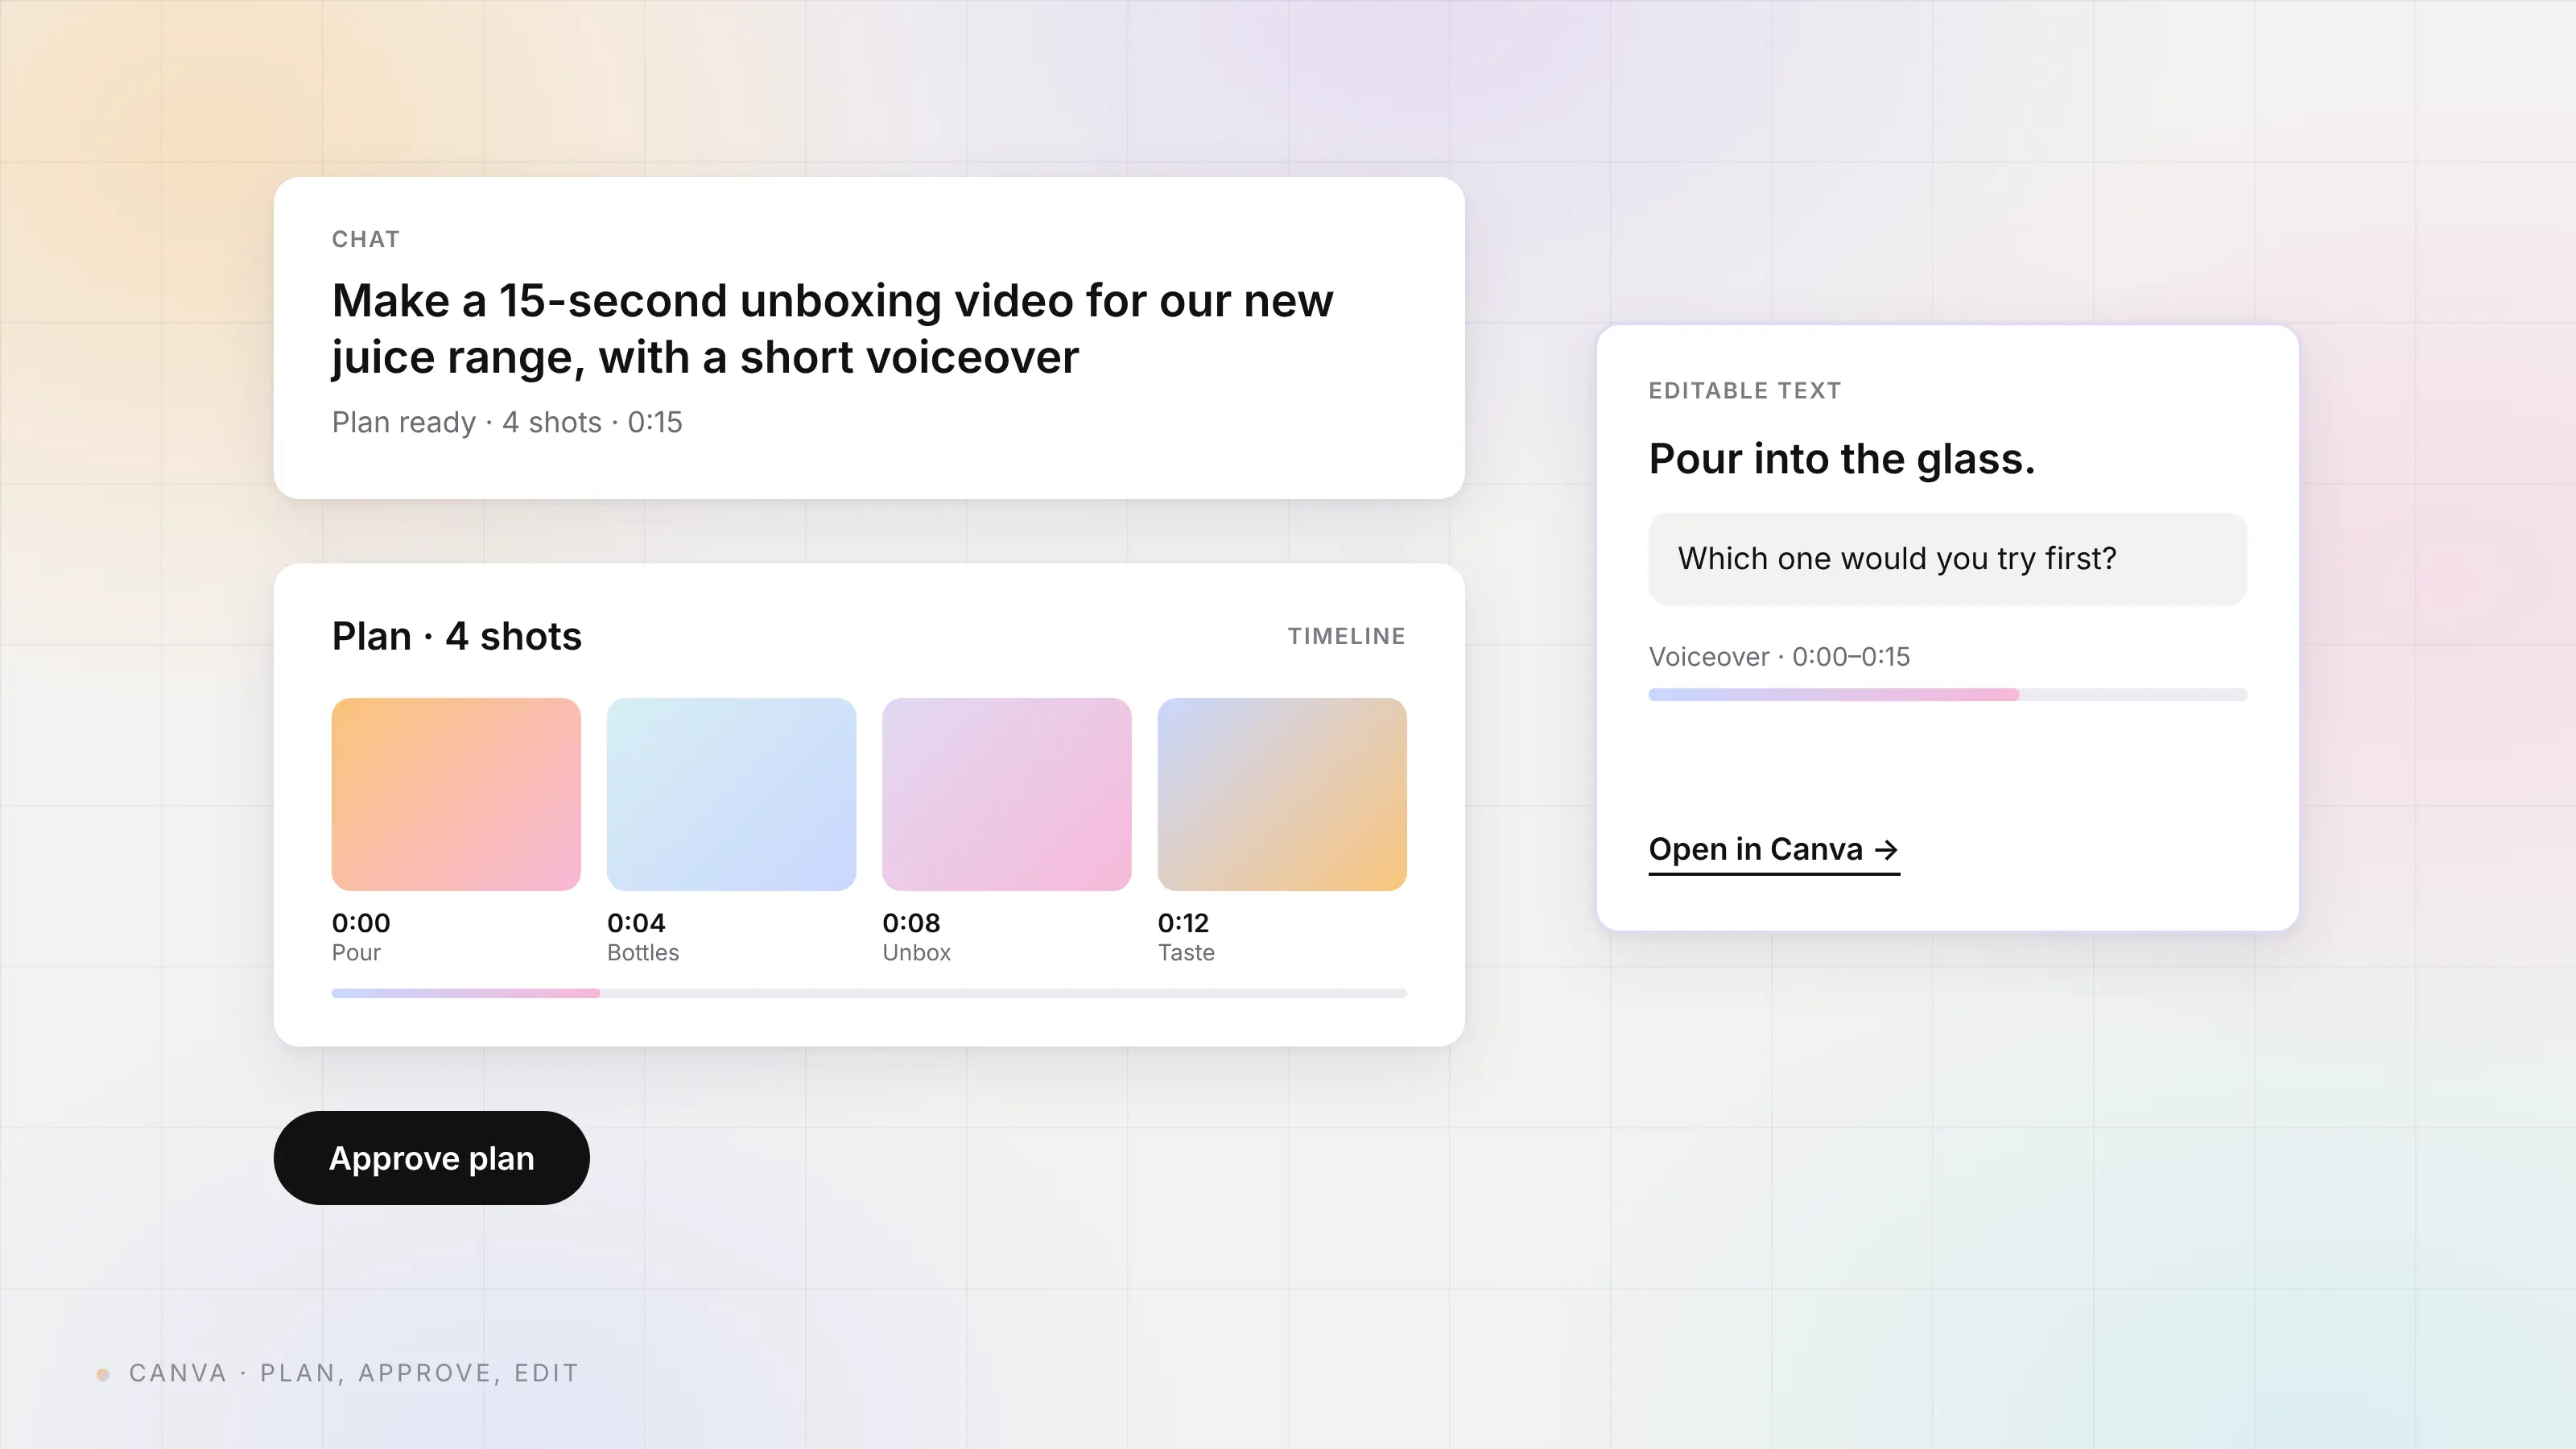 CHAT
Make a 15-second unboxing video for our new
juice range, with a short voiceover
Plan ready · 4 shots · 0:15
Plan · 4 shots
TIMELINE
0:00
Pour
0:04
Bottles
0:08
Unbox
0:12
Taste
Approve plan
EDITABLE TEXT
Pour into the glass.
Which one would you try first?
Voiceover · 0:00–0:15
Open in Canva →
CANVA · PLAN, APPROVE, EDIT